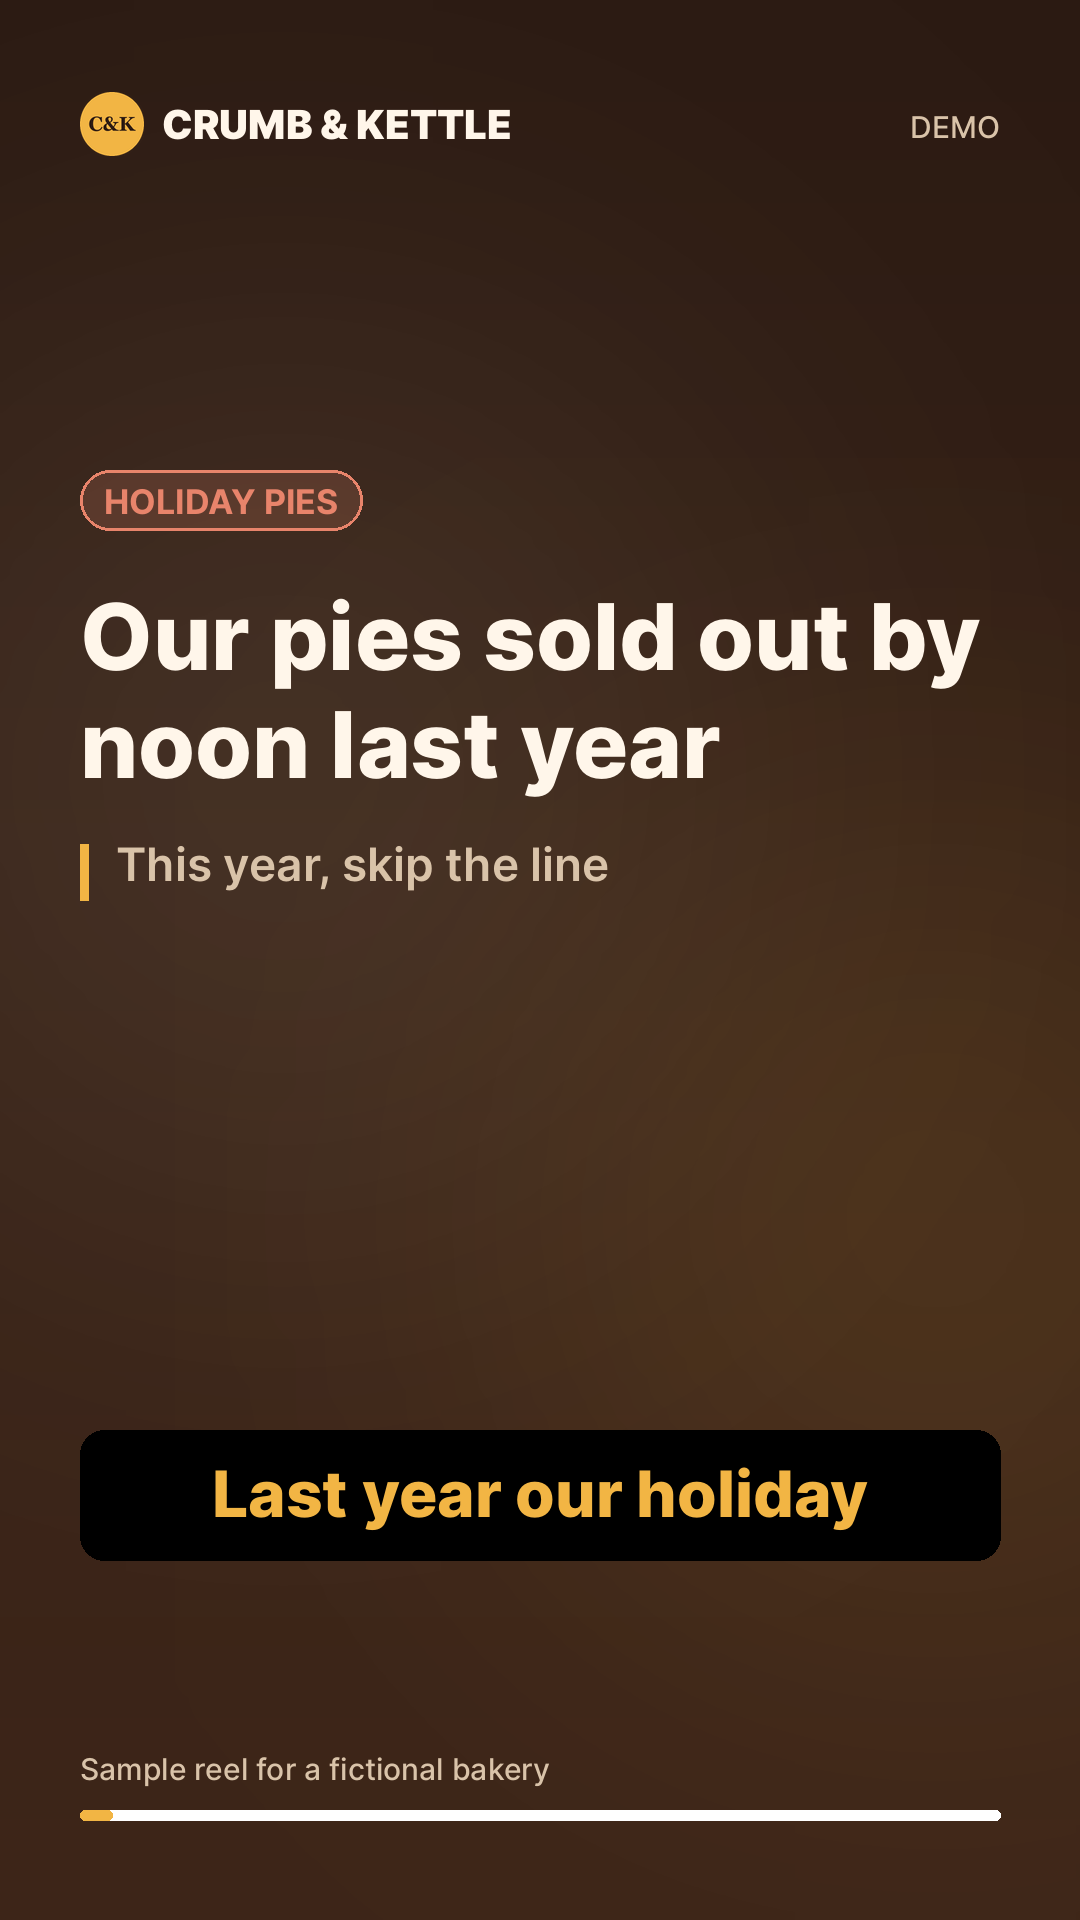 C&K
CRUMB & KETTLE
DEMO
HOLIDAY PIES
Our pies sold out by
noon last year
This year, skip the line
Last year our holiday
Sample reel for a fictional bakery